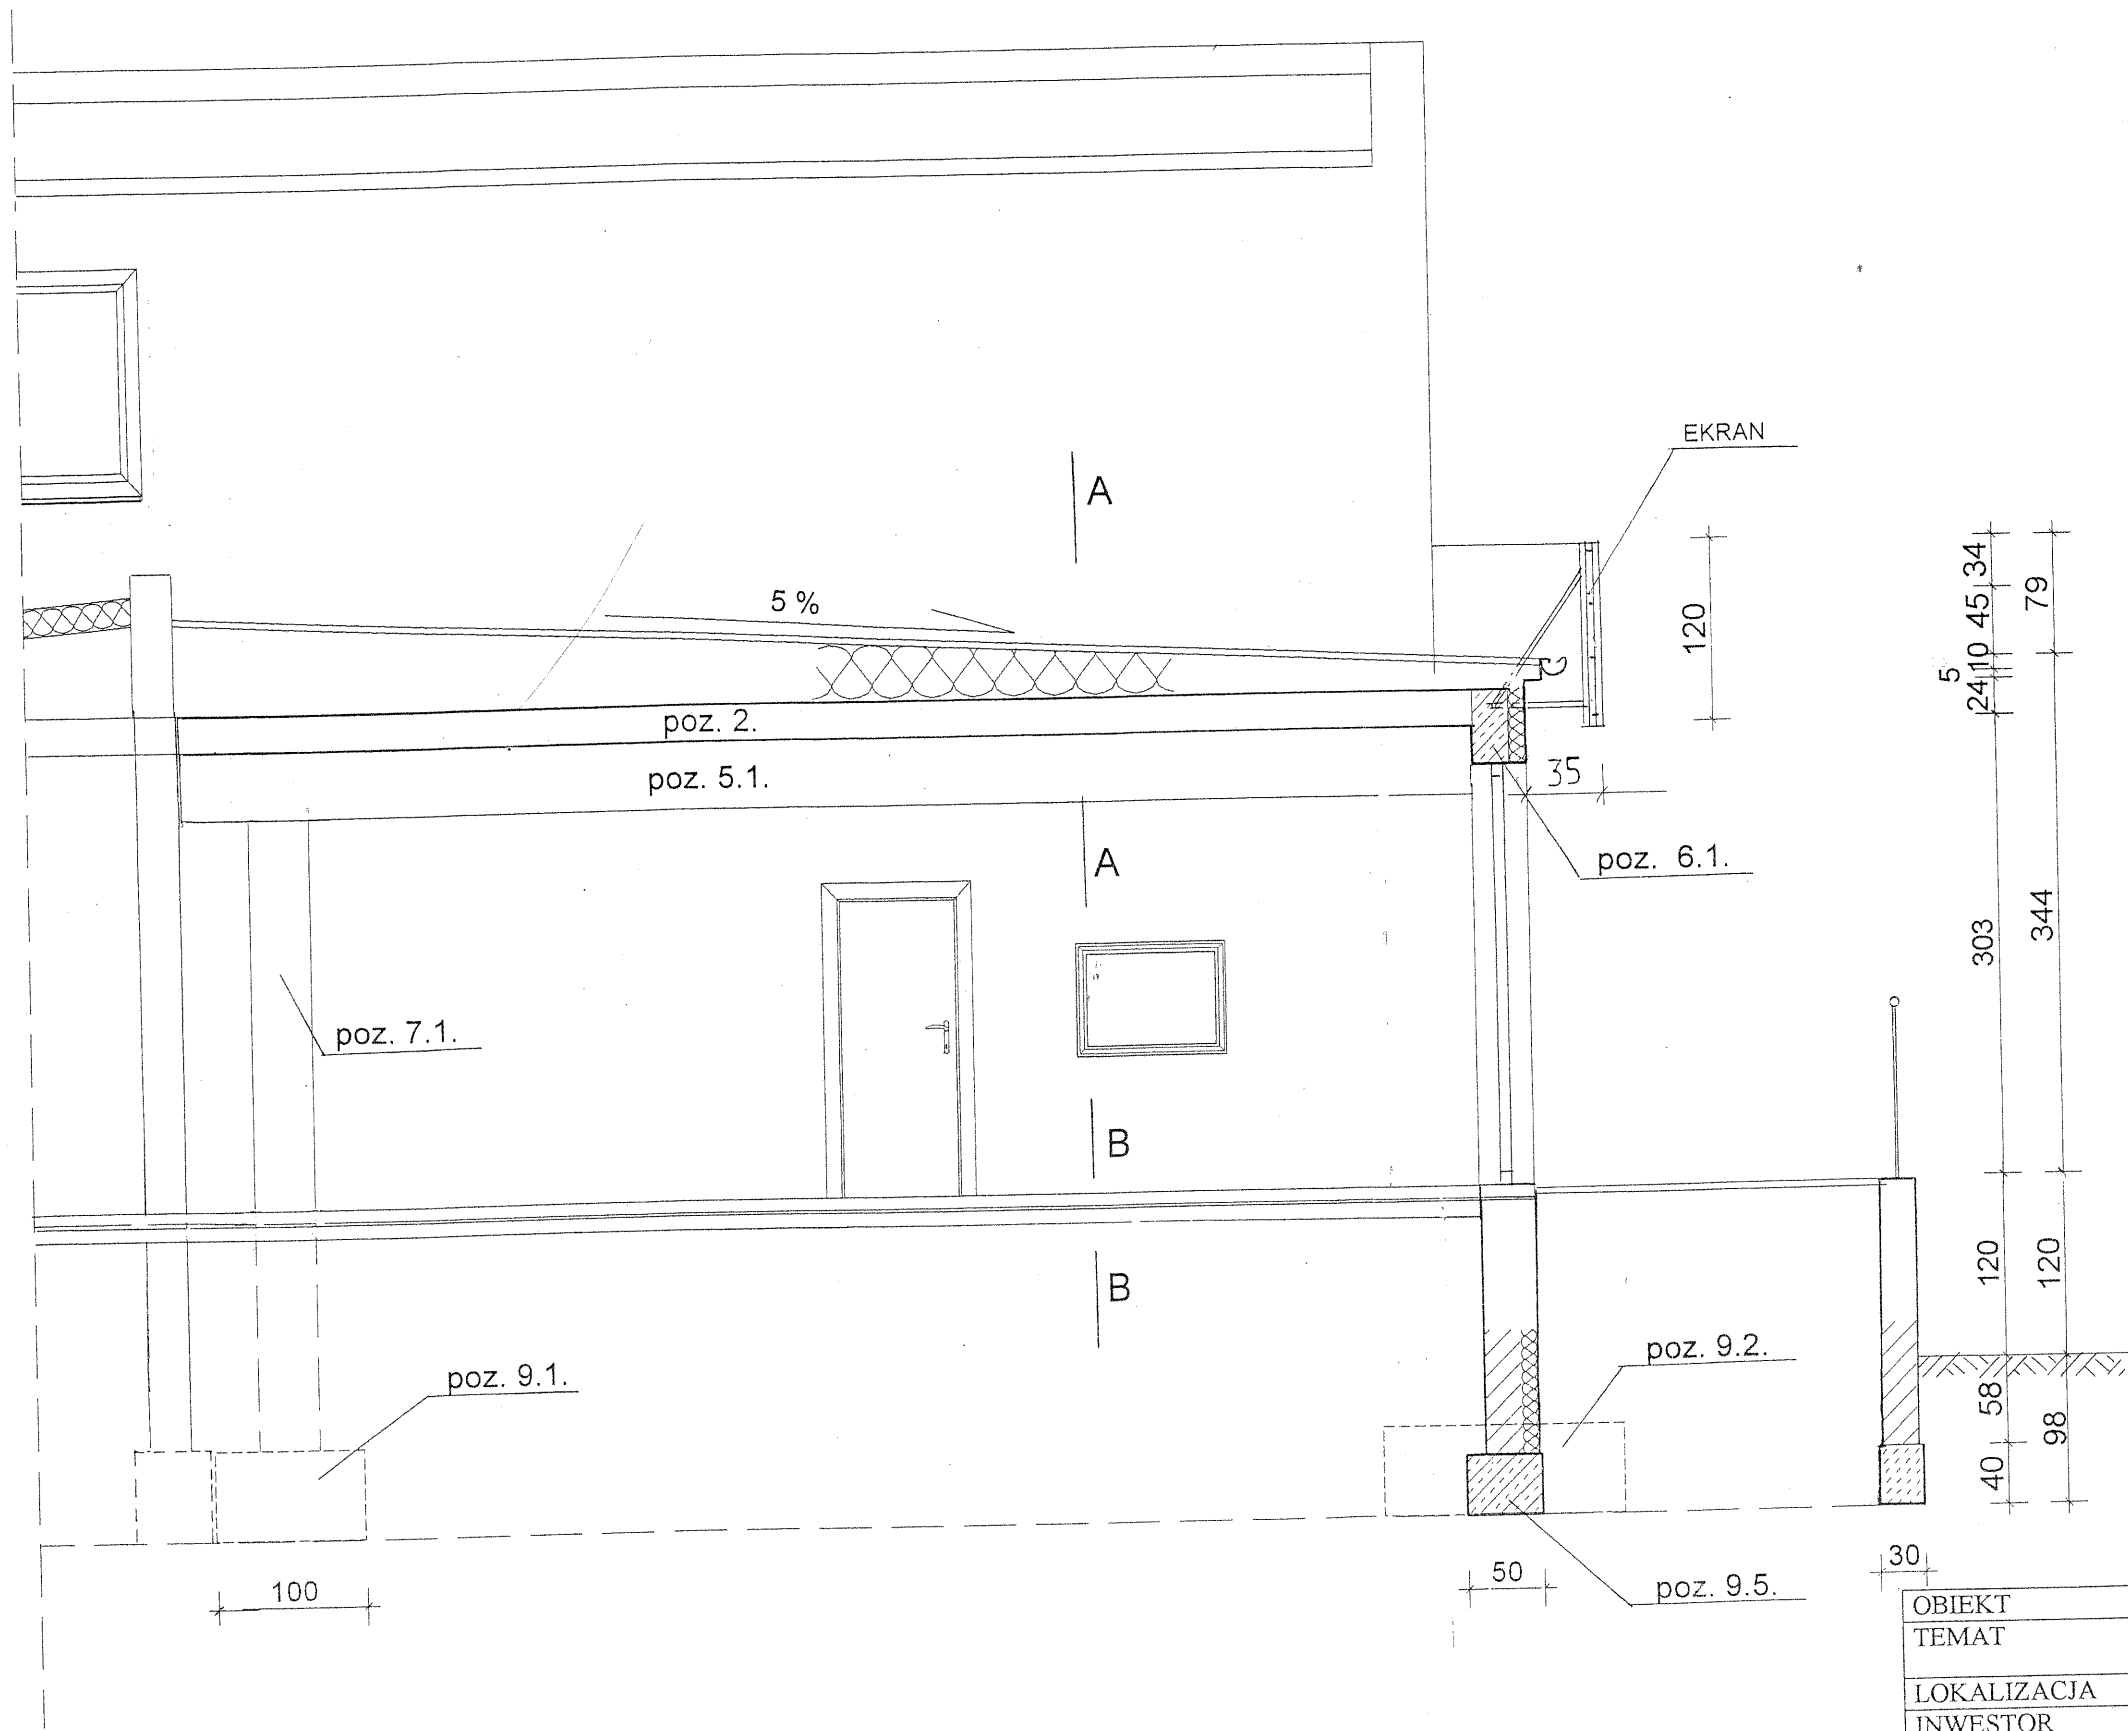 EKRAN
A
34
79
5 %
45
120
10
5
24
poz. 2.
35
poz. 5.1.
A
poz. 6.1.
303
344
poz. 7.1.
B
120
120
B
poz. 9.2.
poz. 9.1.
58
98
40
30
50
poz. 9.5.
100
OBIEKT
TEMAT
LOKALIZACJA
INWESTOR